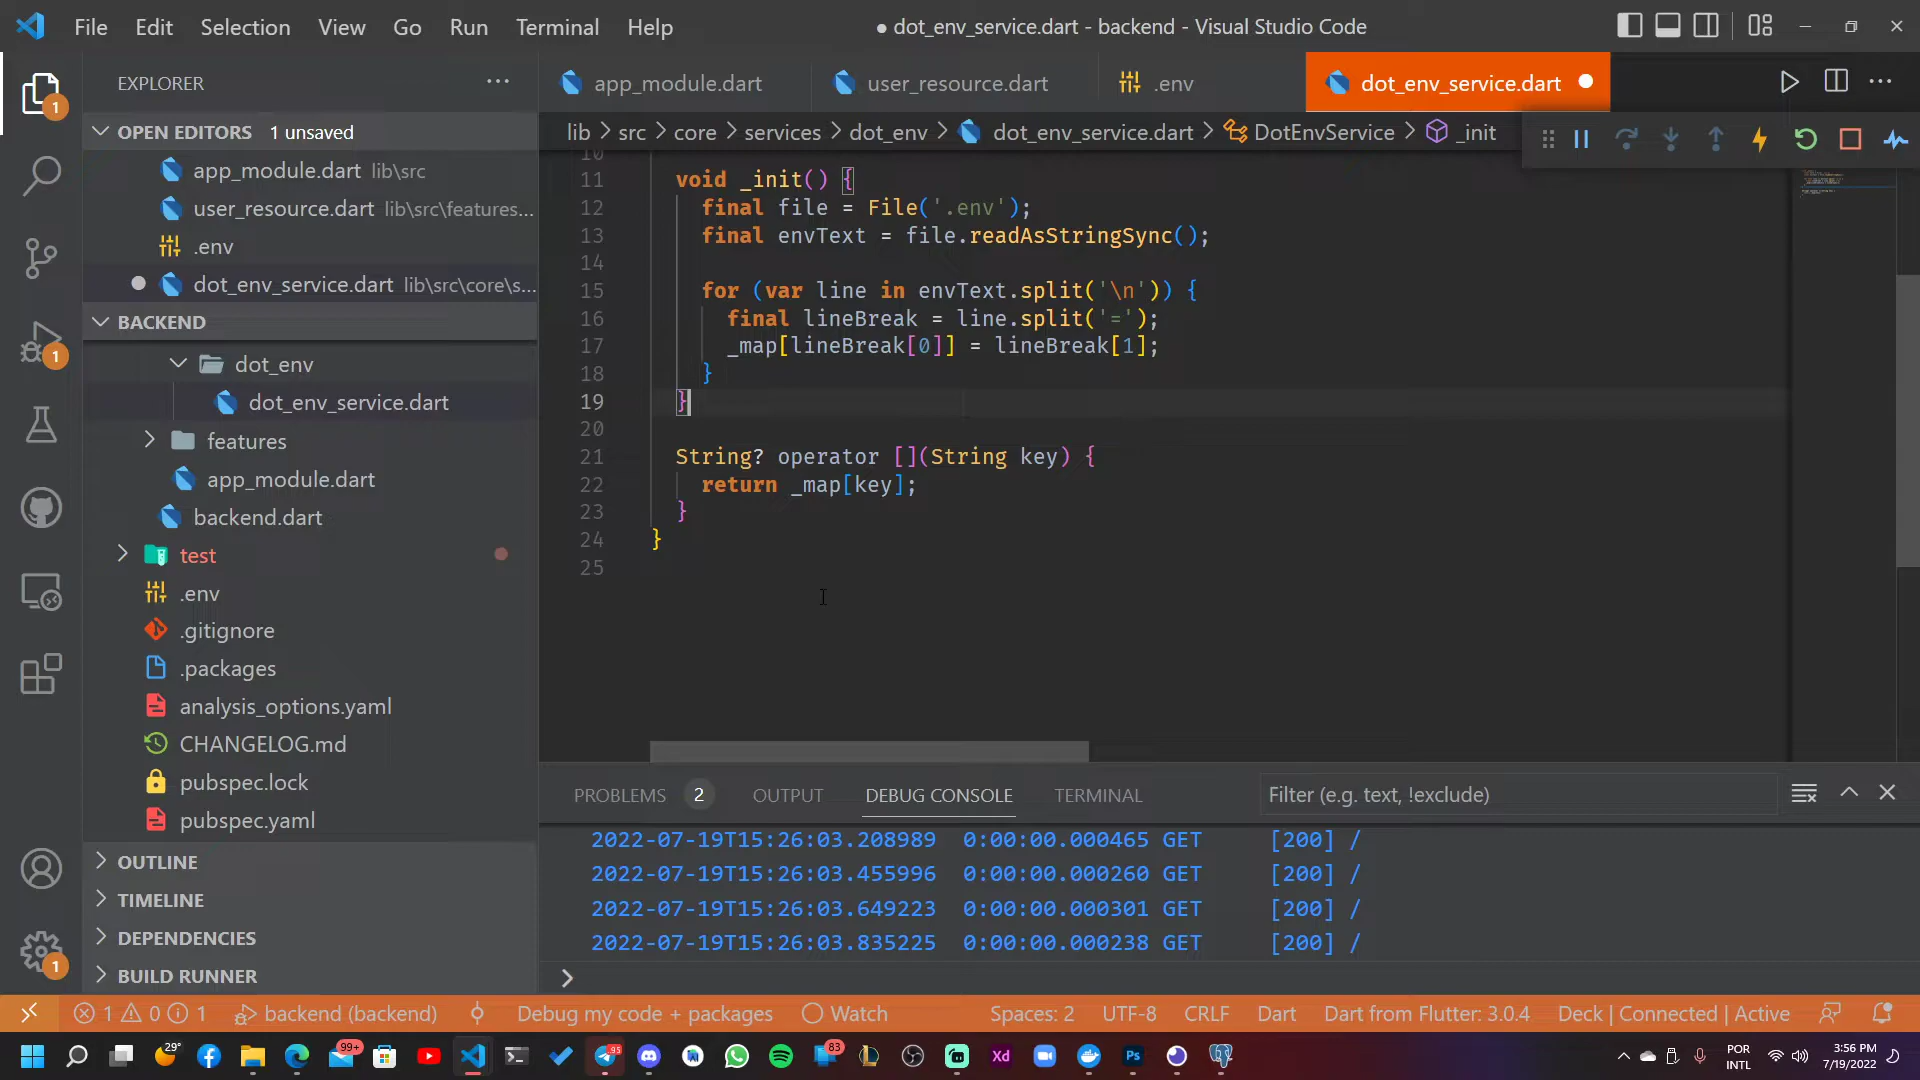 File Edit Selection View Go Run Terminal Help
● dot_env_service.dart - backend - Visual Studio Code
EXPLORER
app_module.dart
user_resource.dart
.env
dot_env_service.dart
OPEN EDITORS 1 unsaved
lib > src > core > services > dot_env > dot_env_service.dart > DotEnvService > _init
app_module.dart lib\src
user_resource.dart lib\src\features...
.env
dot_env_service.dart lib\src\core\s...
BACKEND
dot_env
dot_env_service.dart
features
app_module.dart
backend.dart
test
.env
.gitignore
.packages
analysis_options.yaml
CHANGELOG.md
pubspec.lock
pubspec.yaml
OUTLINE
TIMELINE
DEPENDENCIES
BUILD RUNNER
1
1
1
10
11 void _init() {
12 final file = File('.env');
13 final envText = file.readAsStringSync();
14
15 for (var line in envText.split('\n')) {
16 final lineBreak = line.split('=');
17 _map[lineBreak[0]] = lineBreak[1];
18 }
19 }
20
21 String? operator [](String key) {
22 return _map[key];
23 }
24 }
25
PROBLEMS 2 OUTPUT DEBUG CONSOLE TERMINAL
Filter (e.g. text, !exclude)
2022-07-19T15:26:03.208989 0:00:00.000465 GET [200] /
2022-07-19T15:26:03.455996 0:00:00.000260 GET [200] /
2022-07-19T15:26:03.649223 0:00:00.000301 GET [200] /
2022-07-19T15:26:03.835225 0:00:00.000238 GET [200] /
>
1 0 1 backend (backend) Debug my code + packages Watch Spaces: 2 UTF-8 CRLF Dart Dart from Flutter: 3.0.4 Deck | Connected | Active
29° 99+ 95 83 Xd Ps
POR
INTL
3:56 PM
7/19/2022